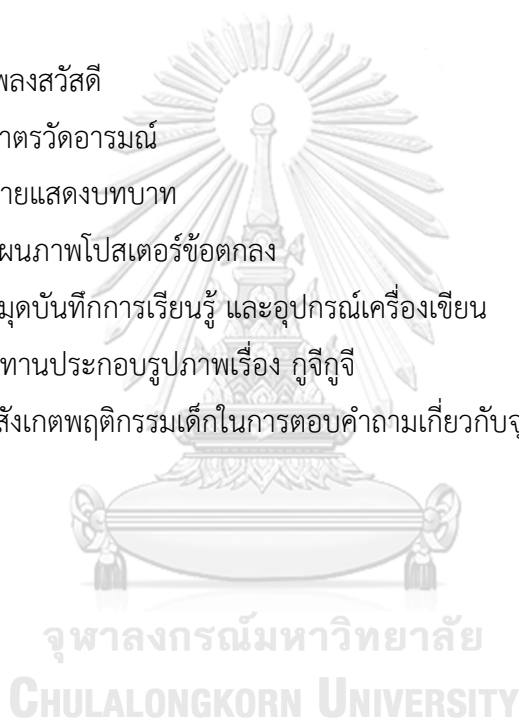 พลงสวัสดี
าตรวัดอารมณ์
ายแสดงบทบาท
ผนภาพโปสเตอร์ข้อตกลง
มุดบันทึกการเรียนรู้ และอุปกรณ์เครื่องเขียน
ทานประกอบรูปภาพเรื่อง กูจีกูจี
สังเกตพฤติกรรมเด็กในการตอบคำถามเกี่ยวกับจุ
จุฬาลงกรณ์มหาวิทยาลัย
CHULALONGKORN UNIVERSITY